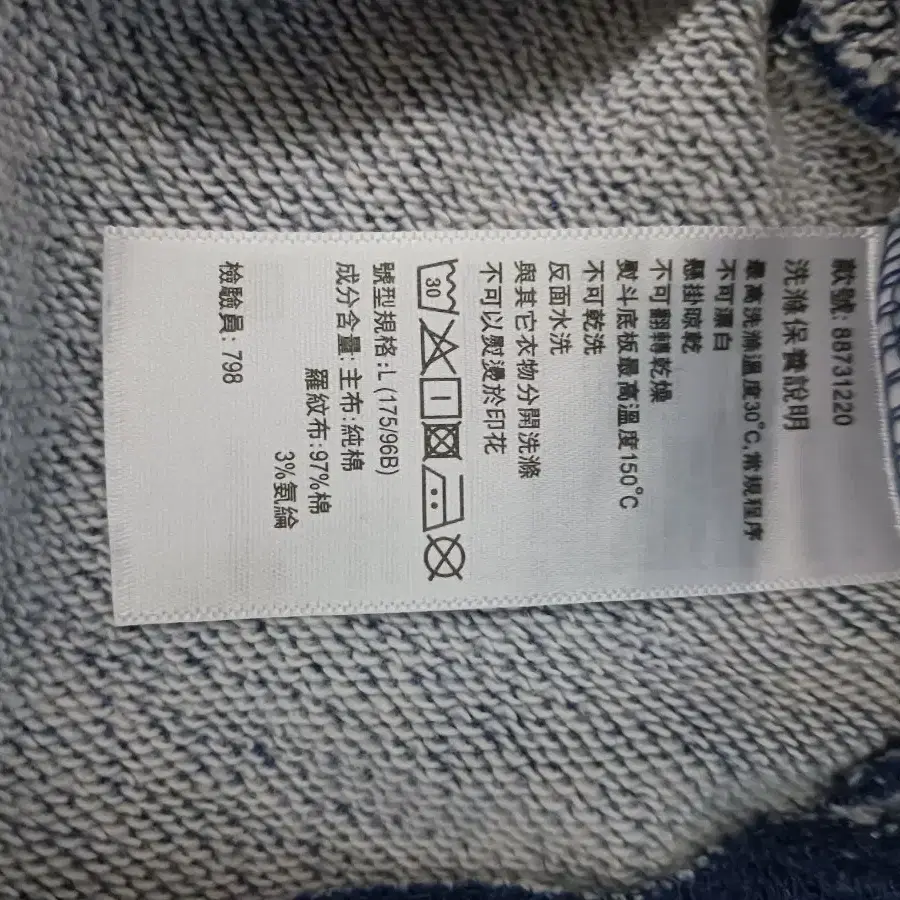 款號: 88731220
洗滌保養說明
最高洗滌溫度30°C,常規程序
不可漂白
懸掛晾乾
不可翻轉乾燥
熨斗底板最高溫度150°C
不可乾洗
反面水洗
與其它衣物分開洗滌
不可以熨燙於印花
30
號型規格:L (175/96B)
成分含量: 主布:純棉
羅紋布:97%棉
3%氨綸
檢驗員: 798